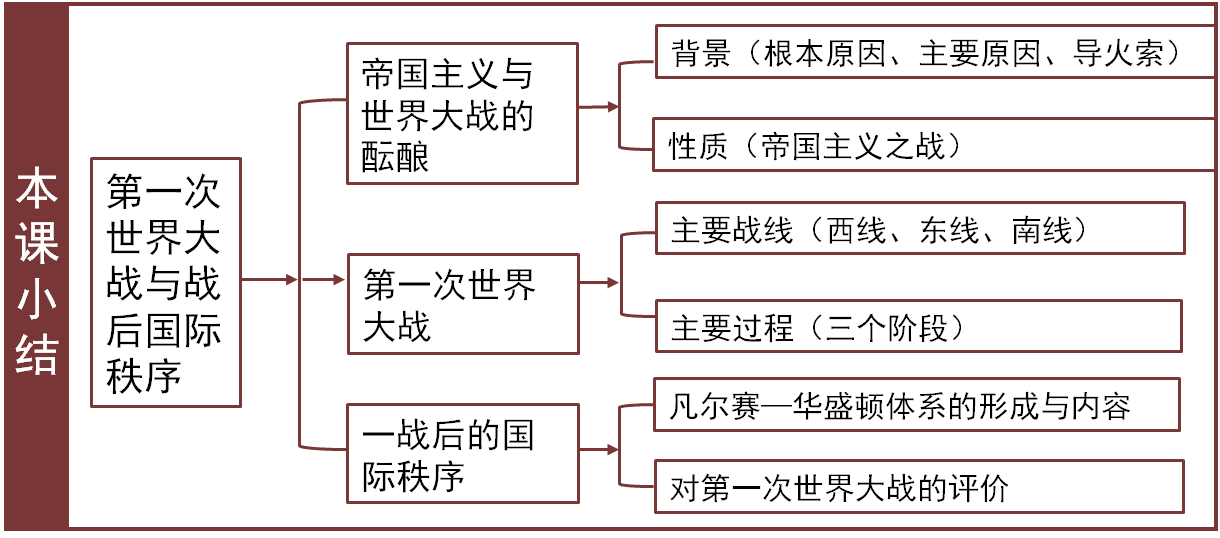 本课小结
第一次
世界大
战与战
后国际
秩序
帝国主义与
世界大战的
酝酿
背景（根本原因、主要原因、导火索）
性质（帝国主义之战）
第一次世界
大战
主要战线（西线、东线、南线）
主要过程（三个阶段）
一战后的国
际秩序
凡尔赛—华盛顿体系的形成与内容
对第一次世界大战的评价